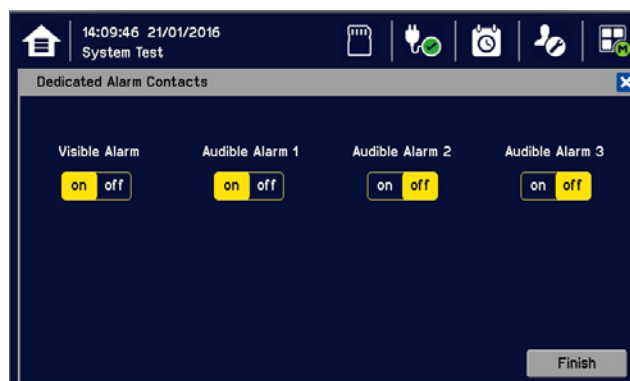 14:09:46 21/01/2016
System Test
M
Dedicated Alarm Contacts
Visible Alarm Audible Alarm 1 Audible Alarm 2 Audible Alarm 3
on off on off on off on off
Finish